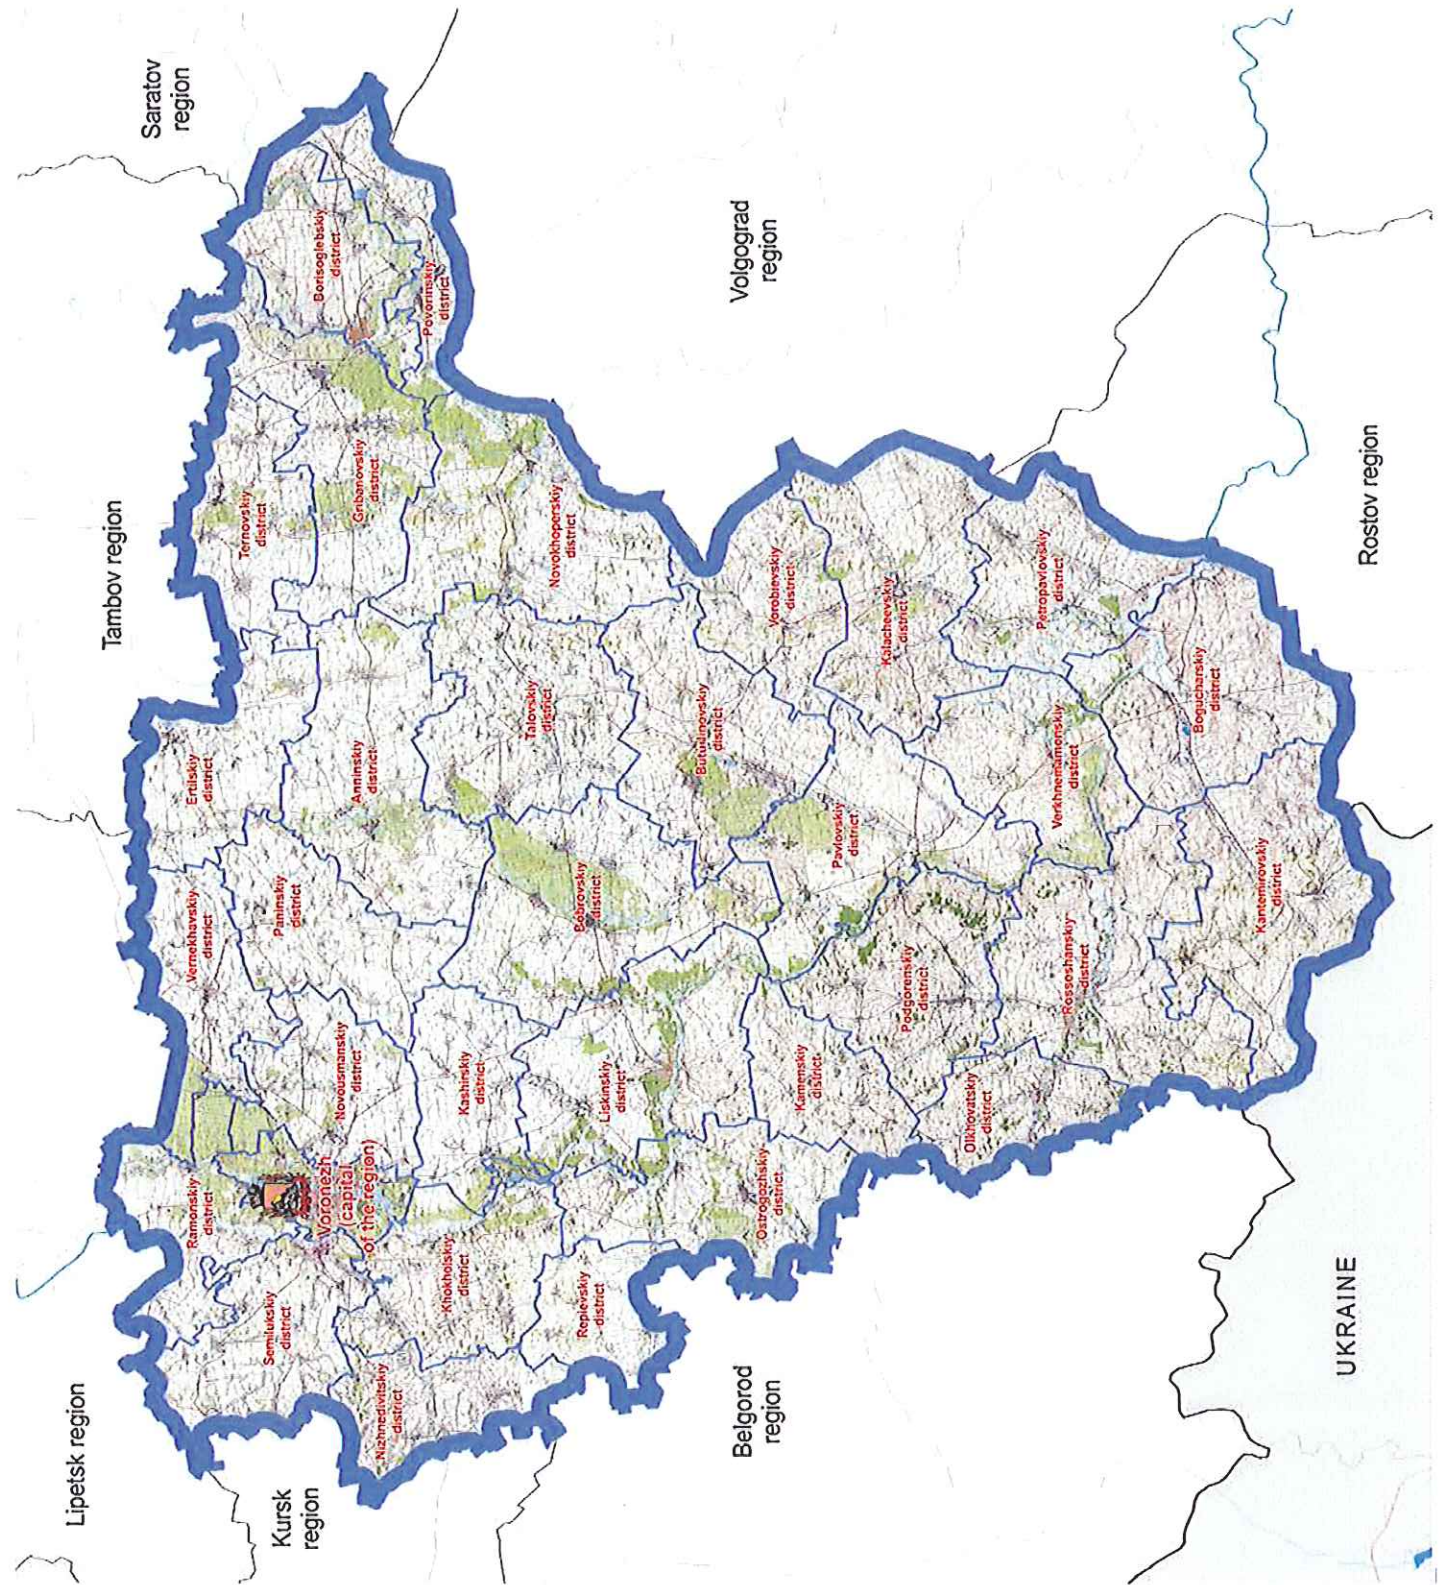 Lipetsk region
Tambov region
Saratov
region
Kursk
region
Ramonskiy
district
Vernekhavskiy
district
Ertilskiy
district
Ternovskiy
district
Semilukskiy
district
Paninskiy
district
Borisoglebskiy
district
Voronezh
(capital
of the region)
Novousmanskiy
district
Anninskiy
district
Gribanovskiy
district
Nizhnedivitskiy
district
Povorinskiy
district
Khokholskiy
district
Kashirskiy
district
Talovskiy
district
Novokhoperskiy
district
Repievskiy
district
Bobrovskiy
district
Liskinskiy
district
Buturlinovskiy
district
Volgograd
region
Belgorod
region
Ostrogozhskiy
district
Vorobievskiy
district
Kamenskiy
district
Pavlovskiy
district
Kalacheevskiy
district
Podgorenskiy
district
Olkhovatskiy
district
Petropavlovskiy
district
Verkhnemamonskiy
district
Rossoshanskiy
district
Bogucharskiy
district
Kantemirovskiy
district
UKRAINE
Rostov region